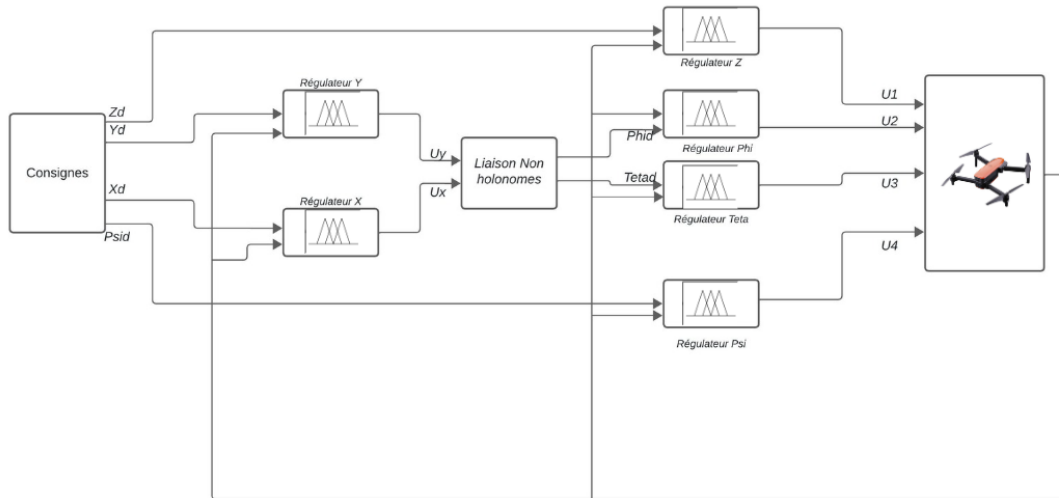 Régulateur Z
Régulateur Y
Zd
Yd
Consignes
Xd
Psid
Régulateur X
Uy
Ux
Liaison Non
holonomes
Phid
Régulateur Phi
Tetad
Régulateur Teta
Régulateur Psi
U1
U2
U3
U4